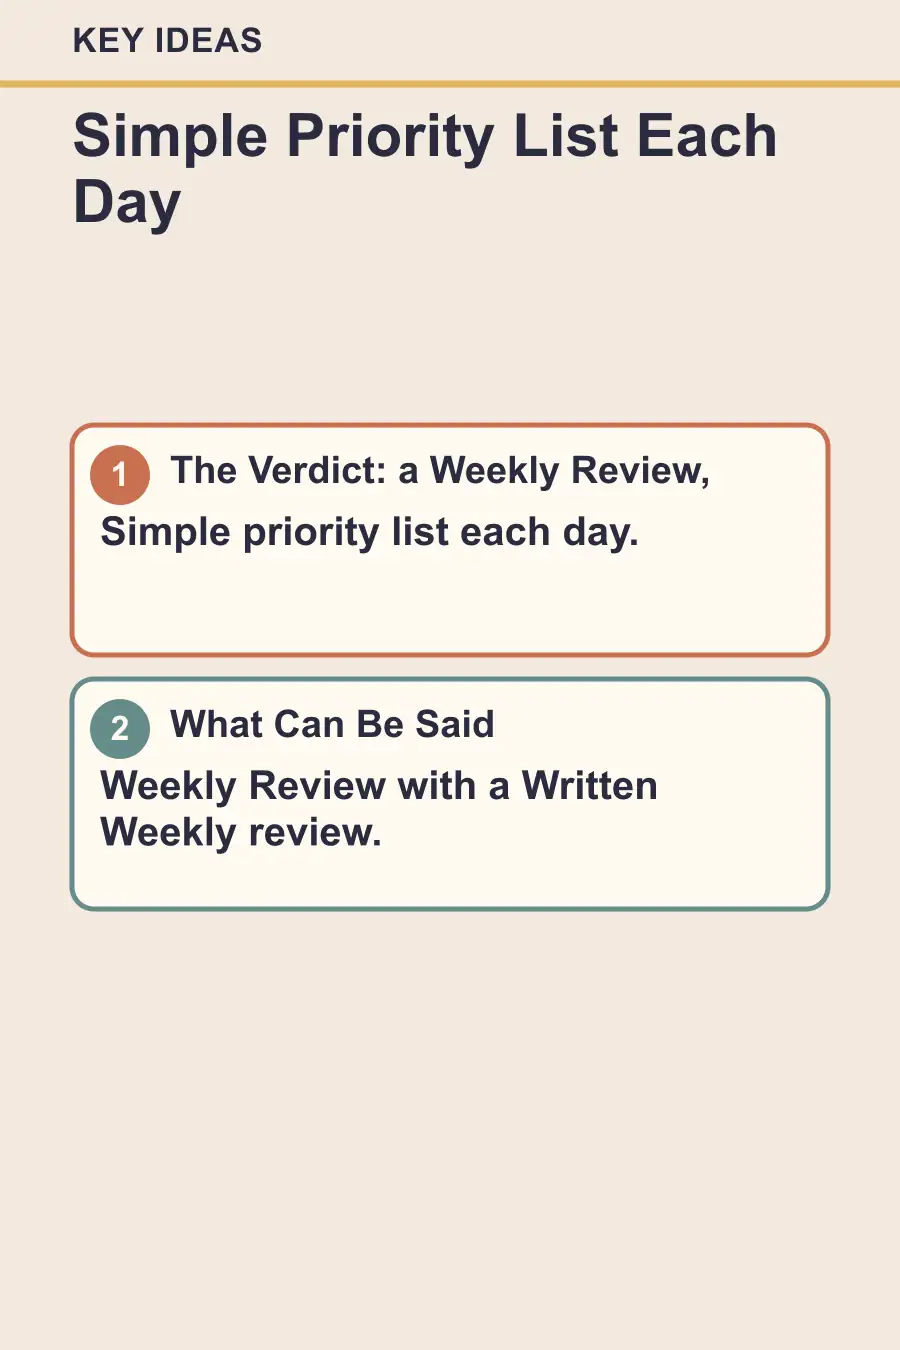 KEY IDEAS
Simple Priority List Each
Day
1 The Verdict: a Weekly Review,
Simple priority list each day.
2 What Can Be Said
Weekly Review with a Written
Weekly review.